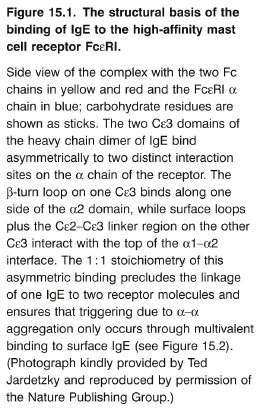 Figure 15.1. The structural basis of the
binding of IgE to the high-affinity mast
cell receptor FcεRI.
Side view of the complex with the two Fc
chains in yellow and red and the FcεRI α
chain in blue; carbohydrate residues are
shown as sticks. The two Cε3 domains of
the heavy chain dimer of IgE bind
asymmetrically to two distinct interaction
sites on the α chain of the receptor. The
β-turn loop on one Cε3 binds along one
side of the α2 domain, while surface loops
plus the Cε2–Cε3 linker region on the other
Cε3 interact with the top of the α1–α2
interface. The 1 : 1 stoichiometry of this
asymmetric binding precludes the linkage
of one IgE to two receptor molecules and
ensures that triggering due to α–α
aggregation only occurs through multivalent
binding to surface IgE (see Figure 15.2).
(Photograph kindly provided by Ted
Jardetzky and reproduced by permission of
the Nature Publishing Group.)